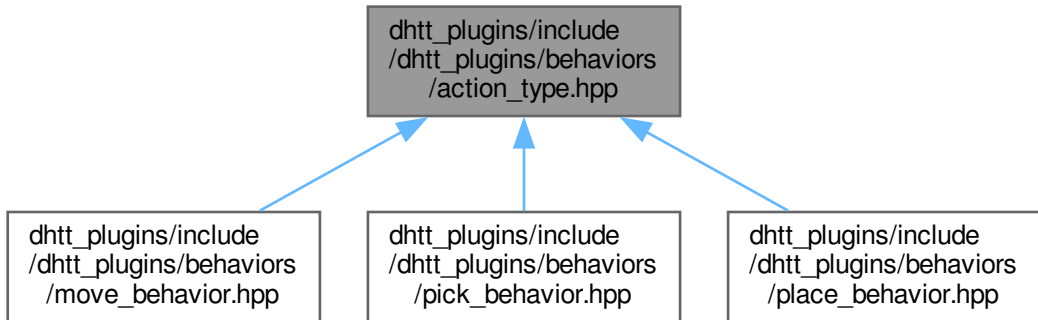 dhtt_plugins/include
/dhtt_plugins/behaviors
/action_type.hpp
dhtt_plugins/include
/dhtt_plugins/behaviors
/move_behavior.hpp
dhtt_plugins/include
/dhtt_plugins/behaviors
/pick_behavior.hpp
dhtt_plugins/include
/dhtt_plugins/behaviors
/place_behavior.hpp